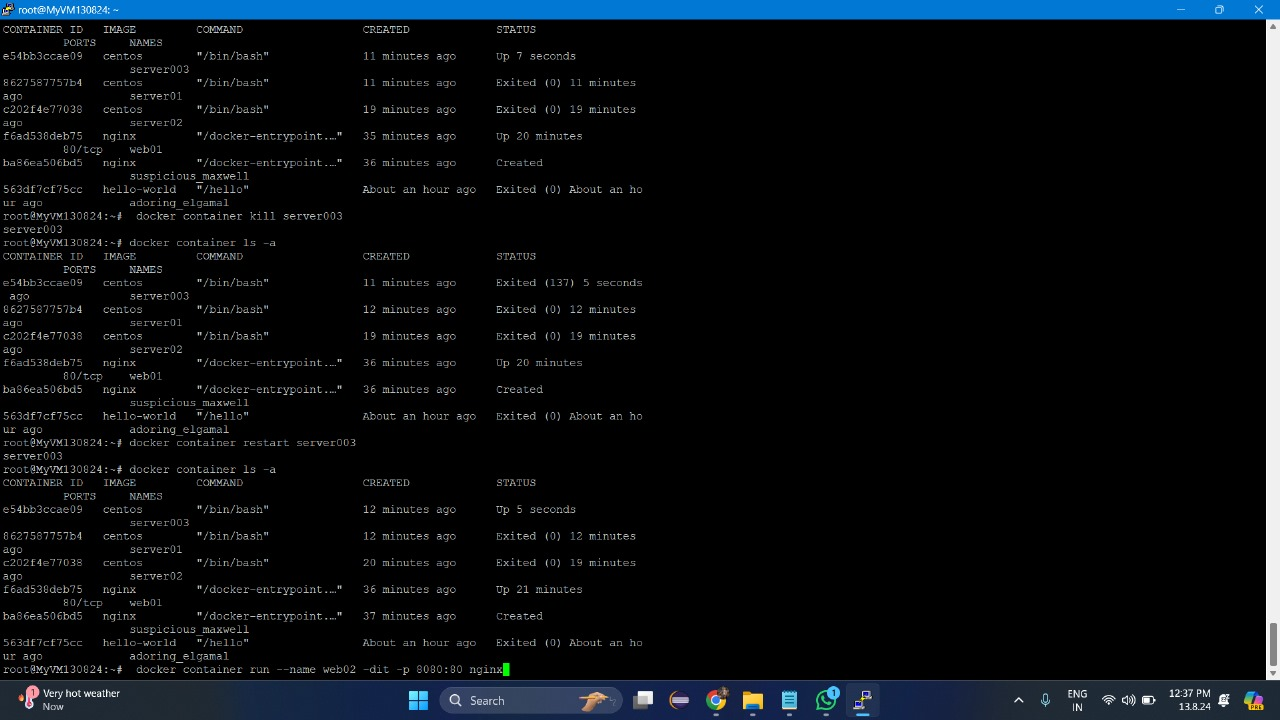 root@MyVM130824: ~
CONTAINER ID   IMAGE         COMMAND                  CREATED             STATUS
         PORTS     NAMES
e54bb3ccae09   centos        "/bin/bash"              11 minutes ago      Up 7 seconds
                   server003
8627587757b4   centos        "/bin/bash"              11 minutes ago      Exited (0) 11 minutes
ago                server01
c202f4e77038   centos        "/bin/bash"              19 minutes ago      Exited (0) 19 minutes
ago                server02
f6ad538deb75   nginx         "/docker-entrypoint.…"   35 minutes ago      Up 20 minutes
         80/tcp    web01
ba86ea506bd5   nginx         "/docker-entrypoint.…"   36 minutes ago      Created
                   suspicious_maxwell
563df7cf75cc   hello-world   "/hello"                 About an hour ago   Exited (0) About an ho
ur ago             adoring_elgamal
root@MyVM130824:~#  docker container kill server003
server003
root@MyVM130824:~# docker container ls -a
CONTAINER ID   IMAGE         COMMAND                  CREATED             STATUS
         PORTS     NAMES
e54bb3ccae09   centos        "/bin/bash"              11 minutes ago      Exited (137) 5 seconds
 ago               server003
8627587757b4   centos        "/bin/bash"              12 minutes ago      Exited (0) 12 minutes
ago                server01
c202f4e77038   centos        "/bin/bash"              19 minutes ago      Exited (0) 19 minutes
ago                server02
f6ad538deb75   nginx         "/docker-entrypoint.…"   36 minutes ago      Up 20 minutes
         80/tcp    web01
ba86ea506bd5   nginx         "/docker-entrypoint.…"   36 minutes ago      Created
                   suspicious_maxwell
563df7cf75cc   hello-world   "/hello"                 About an hour ago   Exited (0) About an ho
ur ago             adoring_elgamal
root@MyVM130824:~# docker container restart server003
server003
root@MyVM130824:~# docker container ls -a
CONTAINER ID   IMAGE         COMMAND                  CREATED             STATUS
         PORTS     NAMES
e54bb3ccae09   centos        "/bin/bash"              12 minutes ago      Up 5 seconds
                   server003
8627587757b4   centos        "/bin/bash"              12 minutes ago      Exited (0) 12 minutes
ago                server01
c202f4e77038   centos        "/bin/bash"              20 minutes ago      Exited (0) 19 minutes
ago                server02
f6ad538deb75   nginx         "/docker-entrypoint.…"   36 minutes ago      Up 21 minutes
         80/tcp    web01
ba86ea506bd5   nginx         "/docker-entrypoint.…"   37 minutes ago      Created
                   suspicious_maxwell
563df7cf75cc   hello-world   "/hello"                 About an hour ago   Exited (0) About an ho
ur ago             adoring_elgamal
root@MyVM130824:~#  docker container run --name web02 -dit -p 8080:80 nginx
1
Very hot weather
Now
Search
1
ENG
IN
12:37 PM
13.8.24
PRE